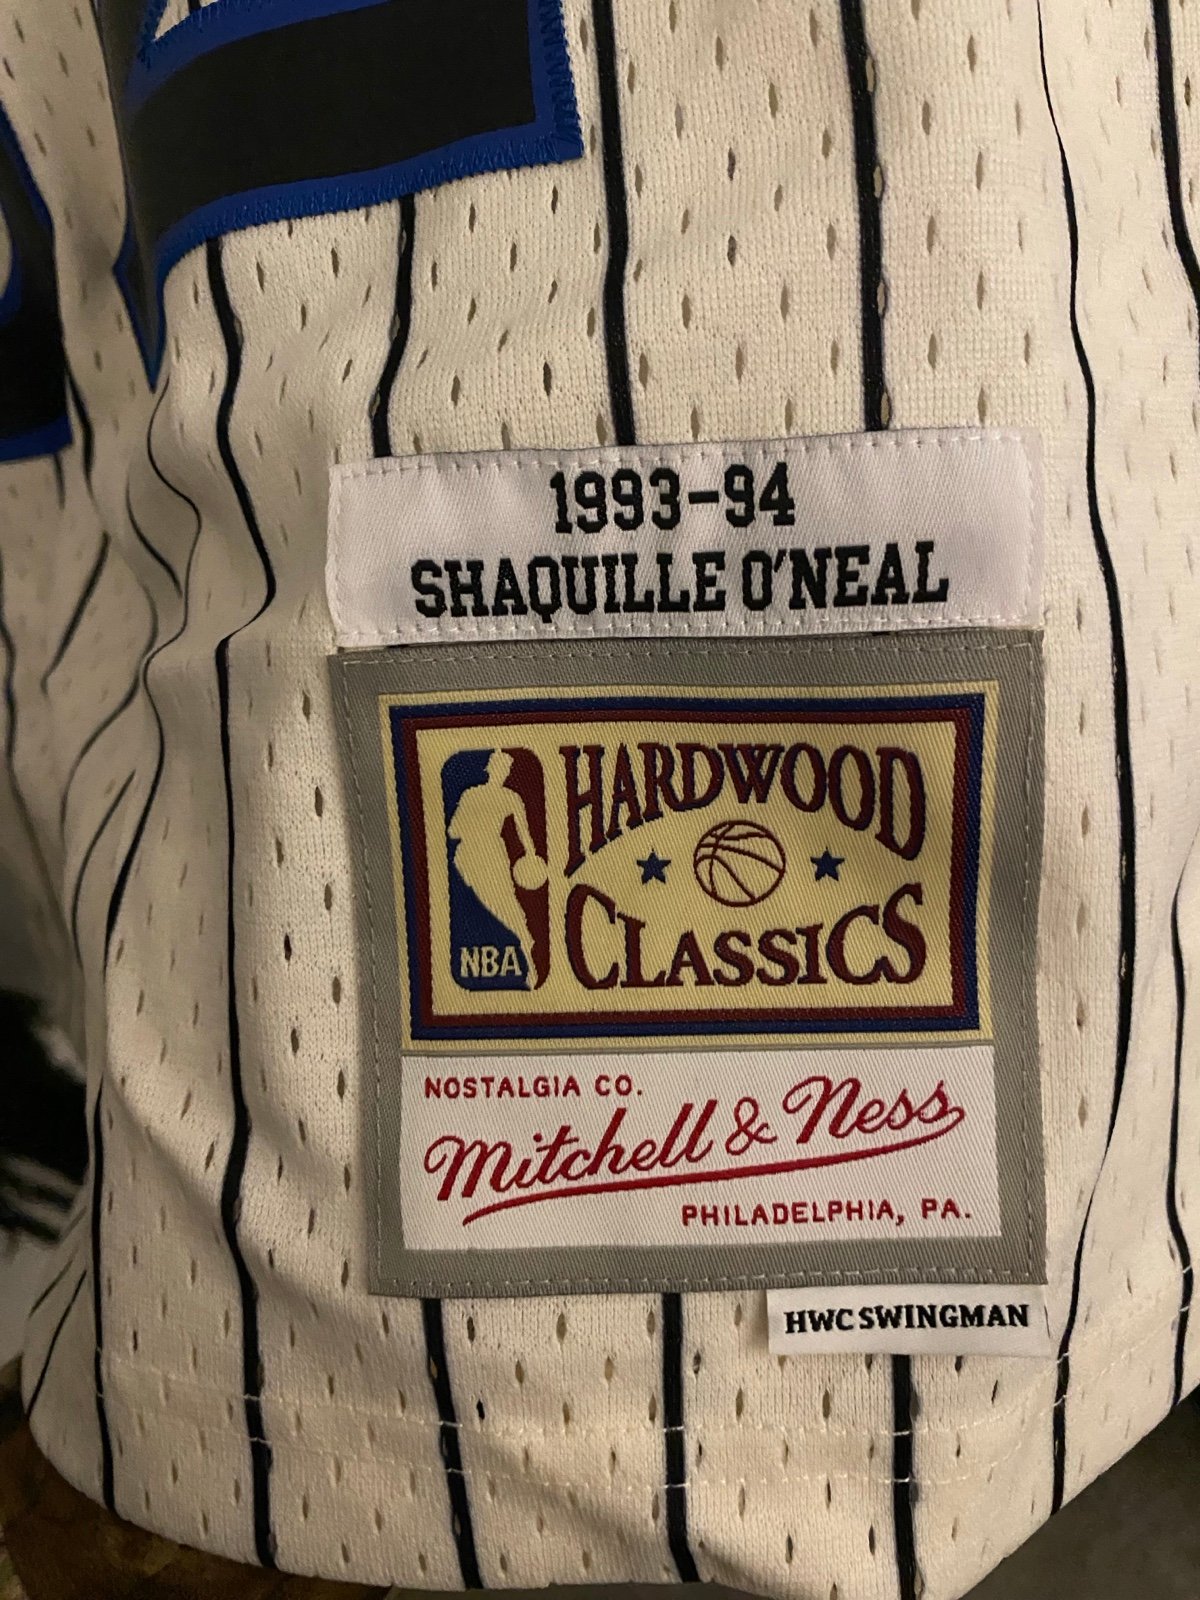 1993-94
SHAQUILLE O'NEAL
HARDWOOD
CLASSICS
NBA
NOSTALGIA CO.
Mitchell & Ness
PHILADELPHIA, PA.
HWC SWINGMAN